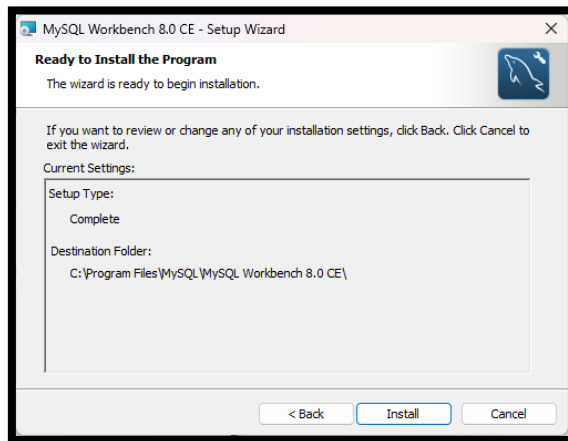 MySQL Workbench 8.0 CE - Setup Wizard
Ready to Install the Program
The wizard is ready to begin installation.
If you want to review or change any of your installation settings, click Back. Click Cancel to
exit the wizard.
Current Settings:
Setup Type:
Complete
Destination Folder:
C:\Program Files\MySQL\MySQL Workbench 8.0 CE\
< Back
Install
Cancel